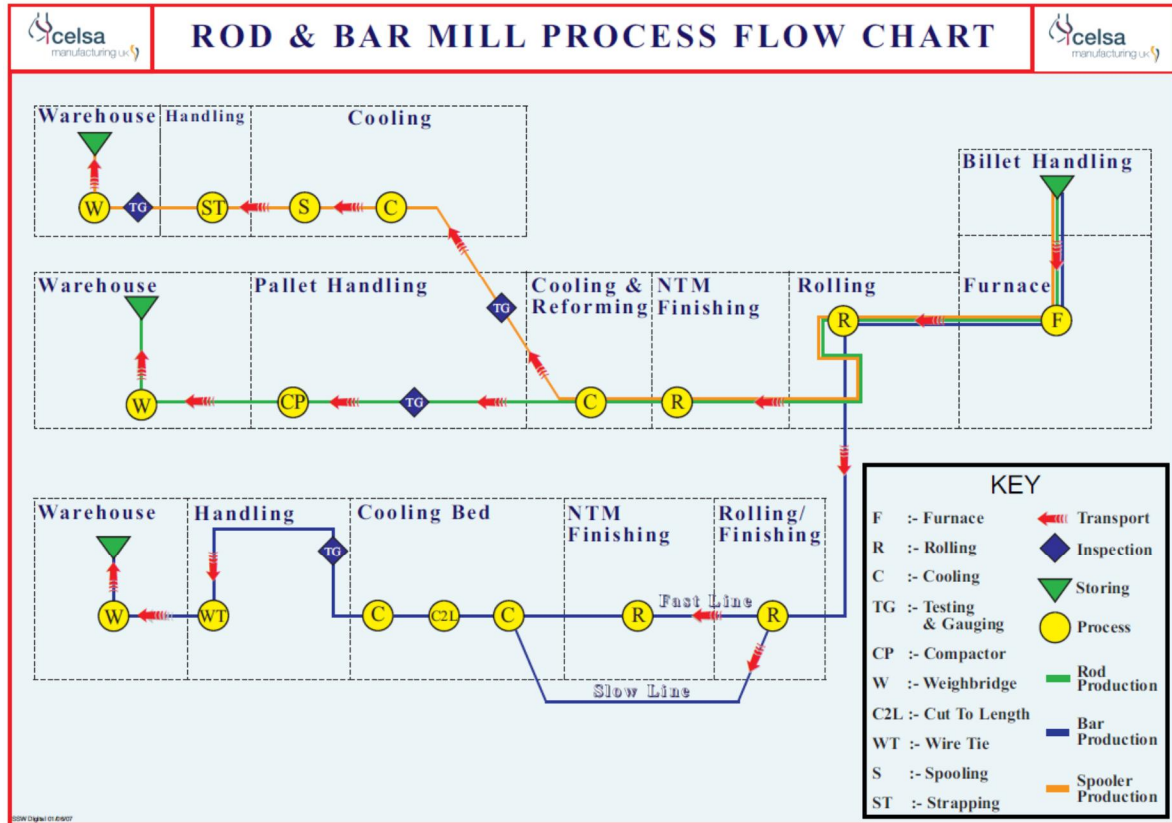 celsa
manufacturing UK
ROD & BAR MILL PROCESS FLOW CHART
celsa
manufacturing UK
Warehouse
Handling
Cooling
W
TG
ST
S
C
Billet Handling
Warehouse
Pallet Handling
Cooling &
Reforming
NTM
Finishing
Rolling
Furnace
TG
R
F
W
CP
TG
C
R
Warehouse
Handling
Cooling Bed
NTM
Finishing
Rolling/
Finishing
TG
Fast Line
W
WT
C
C2L
C
R
R
Slow Line
KEY
F :- Furnace
R :- Rolling
C :- Cooling
TG :- Testing
& Gauging
CP :- Compactor
W :- Weighbridge
C2L :- Cut To Length
WT :- Wire Tie
S :- Spooling
ST :- Strapping
Transport
Inspection
Storing
Process
Rod
Production
Bar
Production
Spooler
Production